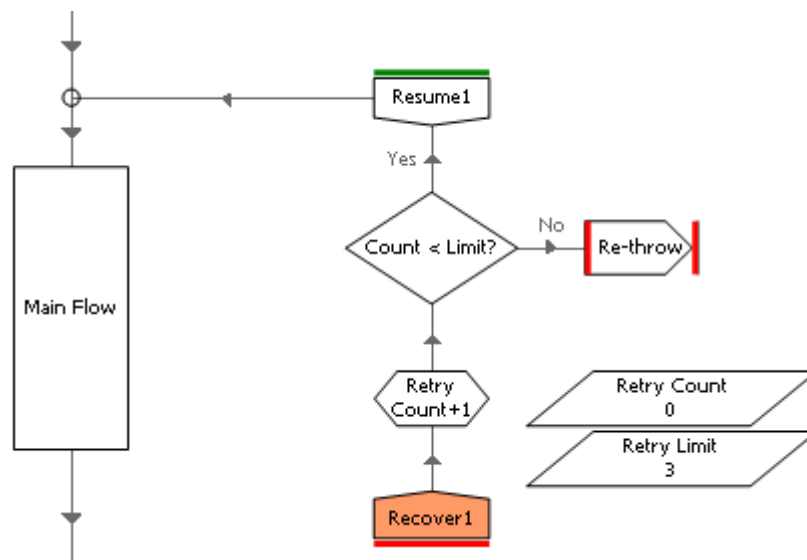 Resume1
Yes
Count < Limit?
No
Re-throw
Main Flow
Retry
Count+1
Retry Count
0
Retry Limit
3
Recover1